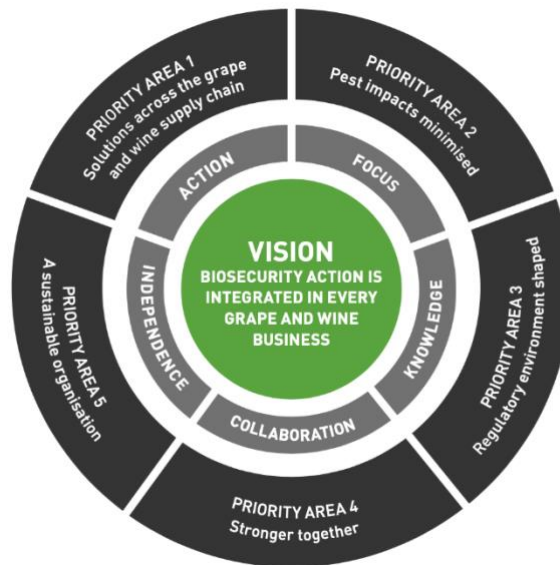 PRIORITY AREA 1
Solutions across the grape
and wine supply chain
PRIORITY AREA 2
Pest impacts minimised
ACTION
FOCUS
VISION
BIOSECURITY ACTION IS
INTEGRATED IN EVERY
GRAPE AND WINE
BUSINESS
INDEPENDENCE
KNOWLEDGE
COLLABORATION
PRIORITY AREA 3
Regulatory environment shaped
PRIORITY AREA 4
Stronger together
PRIORITY AREA 5
A sustainable organisation